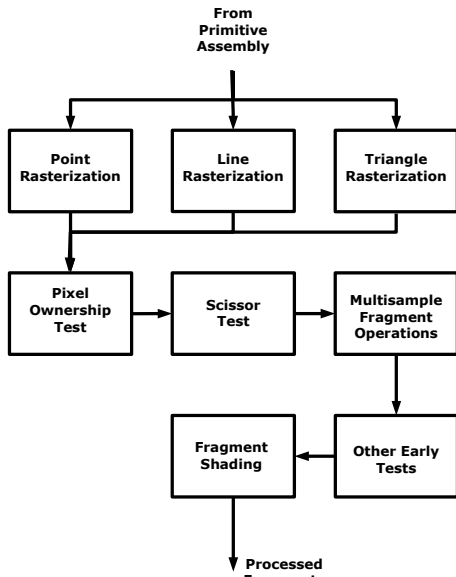 From
Primitive
Assembly
Point
Rasterization
Line
Rasterization
Triangle
Rasterization
Pixel
Ownership
Test
Scissor
Test
Multisample
Fragment
Operations
Fragment
Shading
Other Early
Tests
Processed